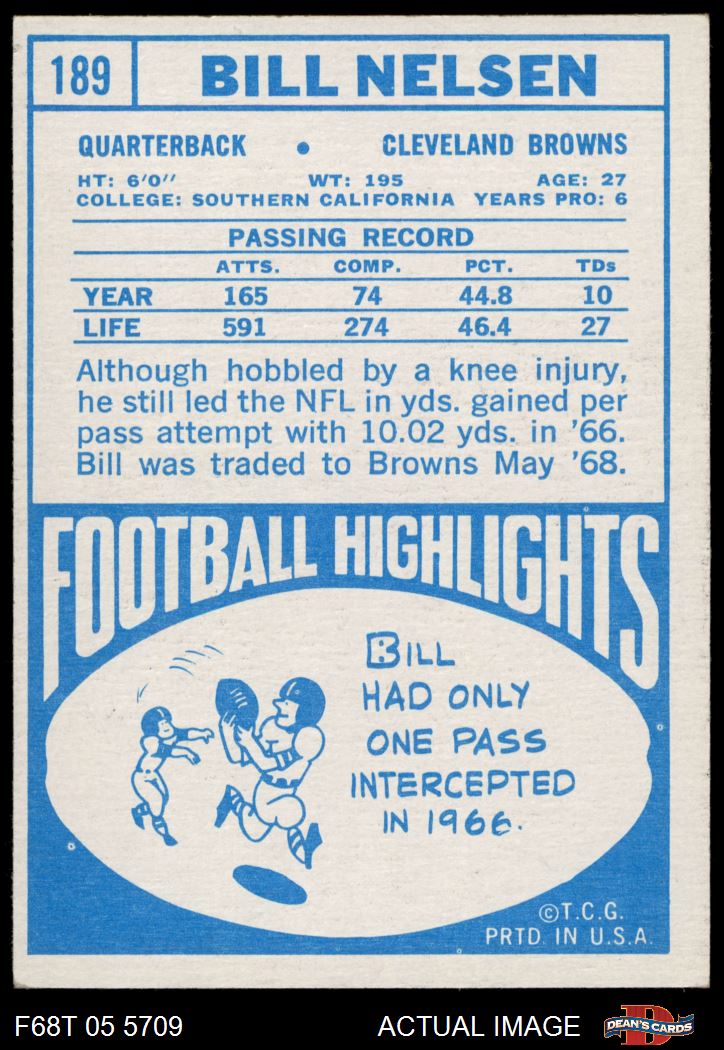 189 BILL NELSEN
QUARTERBACK • CLEVELAND BROWNS
HT: 6'0" WT: 195 AGE: 27
COLLEGE: SOUTHERN CALIFORNIA YEARS PRO: 6
PASSING RECORD
ATTS. COMP. PCT. TDs
YEAR 165 74 44.8 10
LIFE 591 274 46.4 27
Although hobbled by a knee injury,
he still led the NFL in yds. gained per
pass attempt with 10.02 yds. in '66.
Bill was traded to Browns May '68.
FOOTBALL HIGHLIGHTS
BILL
HAD ONLY
ONE PASS
INTERCEPTED
IN 1966.
©T.C.G.
PRTD. IN U.S.A.
F68T 05 5709 ACTUAL IMAGE D DEAN'S CARDS